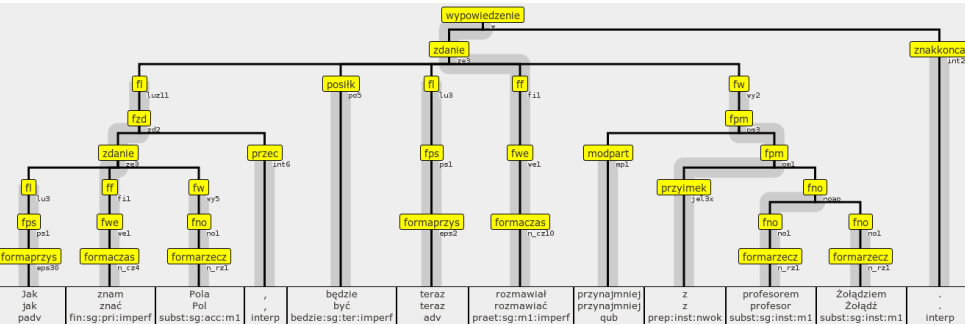 wypowiedzenie
w
zdanie
ze3
znakkonca
int2
fl
luz11
posiłk
po5
fl
lu3
ff
fi1
fw
wy2
fzd
zd2
fpm
pm3
zdanie
ze3
przec
int6
fps
ps1
fwe
we1
modpart
mp1
fpm
pm1
fl
lu3
ff
fi1
fw
wy5
przyimek
jel3x
fno
noap
fps
ps1
fwe
we1
fno
no1
formaprzys
eps2
formaczas
n_cz10
fno
no1
fno
no1
formaprzys
eps30
formaczas
n_cz4
formarzecz
n_rz1
formarzecz
n_rz1
formarzecz
n_rz1
Jak znam Pola , będzie teraz rozmawiał przynajmniej z profesorem Żołądziem .
jak znać Pol , być teraz rozmawiać przynajmniej z profesor Żołądź .
padv fin:sg:pri:imperf subst:sg:acc:m1 interp bedzie:sg:ter:imperf adv praet:sg:m1:imperf qub prep:inst:nwok subst:sg:inst:m1 subst:sg:inst:m1 interp